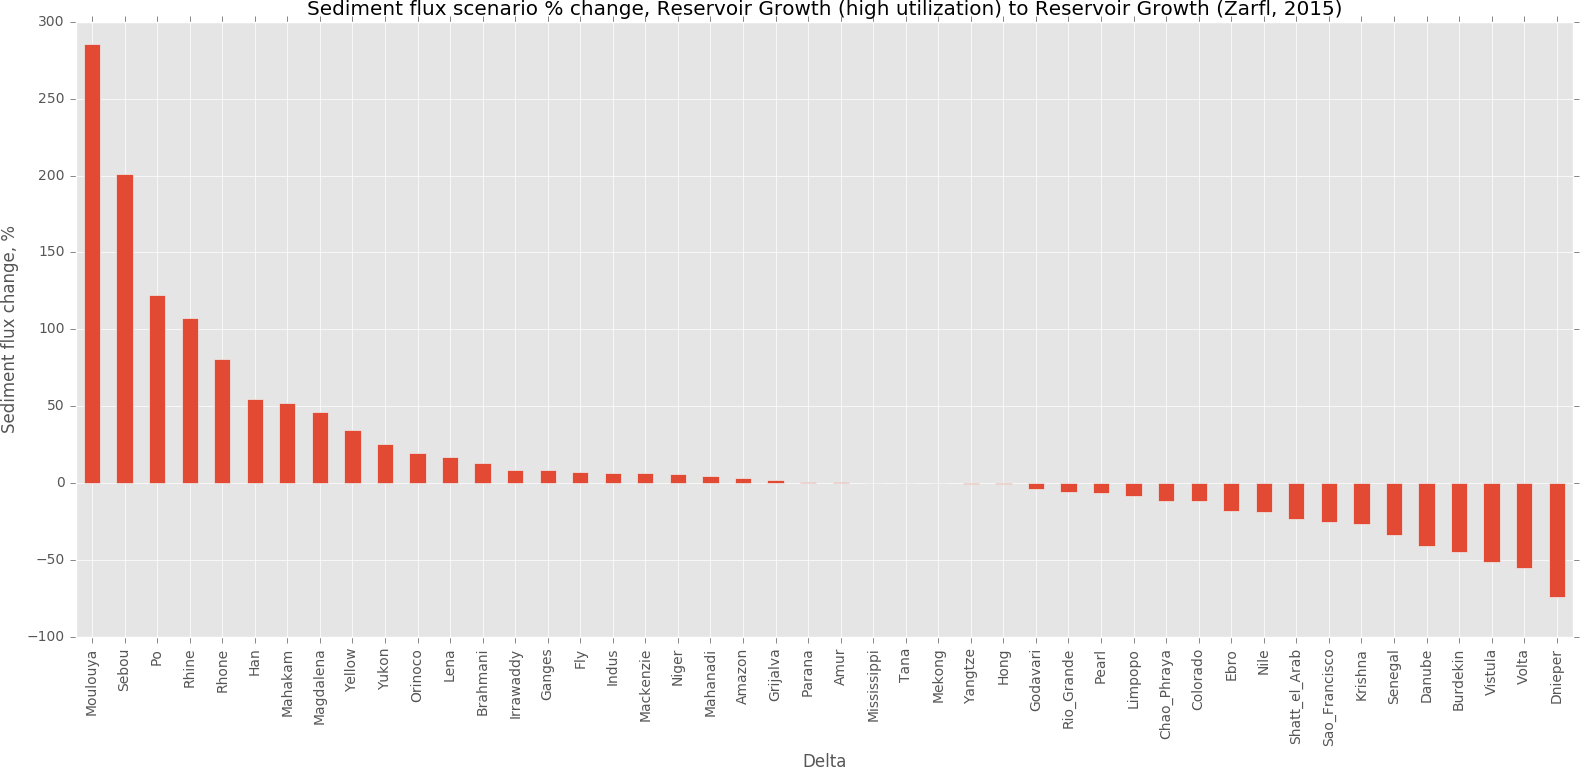 Sediment flux scenario % change, Reservoir Growth (high utilization) to Reservoir Growth (Zarfl, 2015)
300
250
200
150
100
50
0
−50
−100
Sediment flux change, %
Moulouya
Sebou
Po
Rhine
Rhone
Han
Mahakam
Magdalena
Yellow
Yukon
Orinoco
Lena
Brahmani
Irrawaddy
Ganges
Fly
Indus
Mackenzie
Niger
Mahanadi
Amazon
Grijalva
Parana
Amur
Mississippi
Tana
Mekong
Yangtze
Hong
Godavari
Rio_Grande
Pearl
Limpopo
Chao_Phraya
Colorado
Ebro
Nile
Shatt_el_Arab
Sao_Francisco
Krishna
Senegal
Danube
Burdekin
Vistula
Volta
Dnieper
Delta